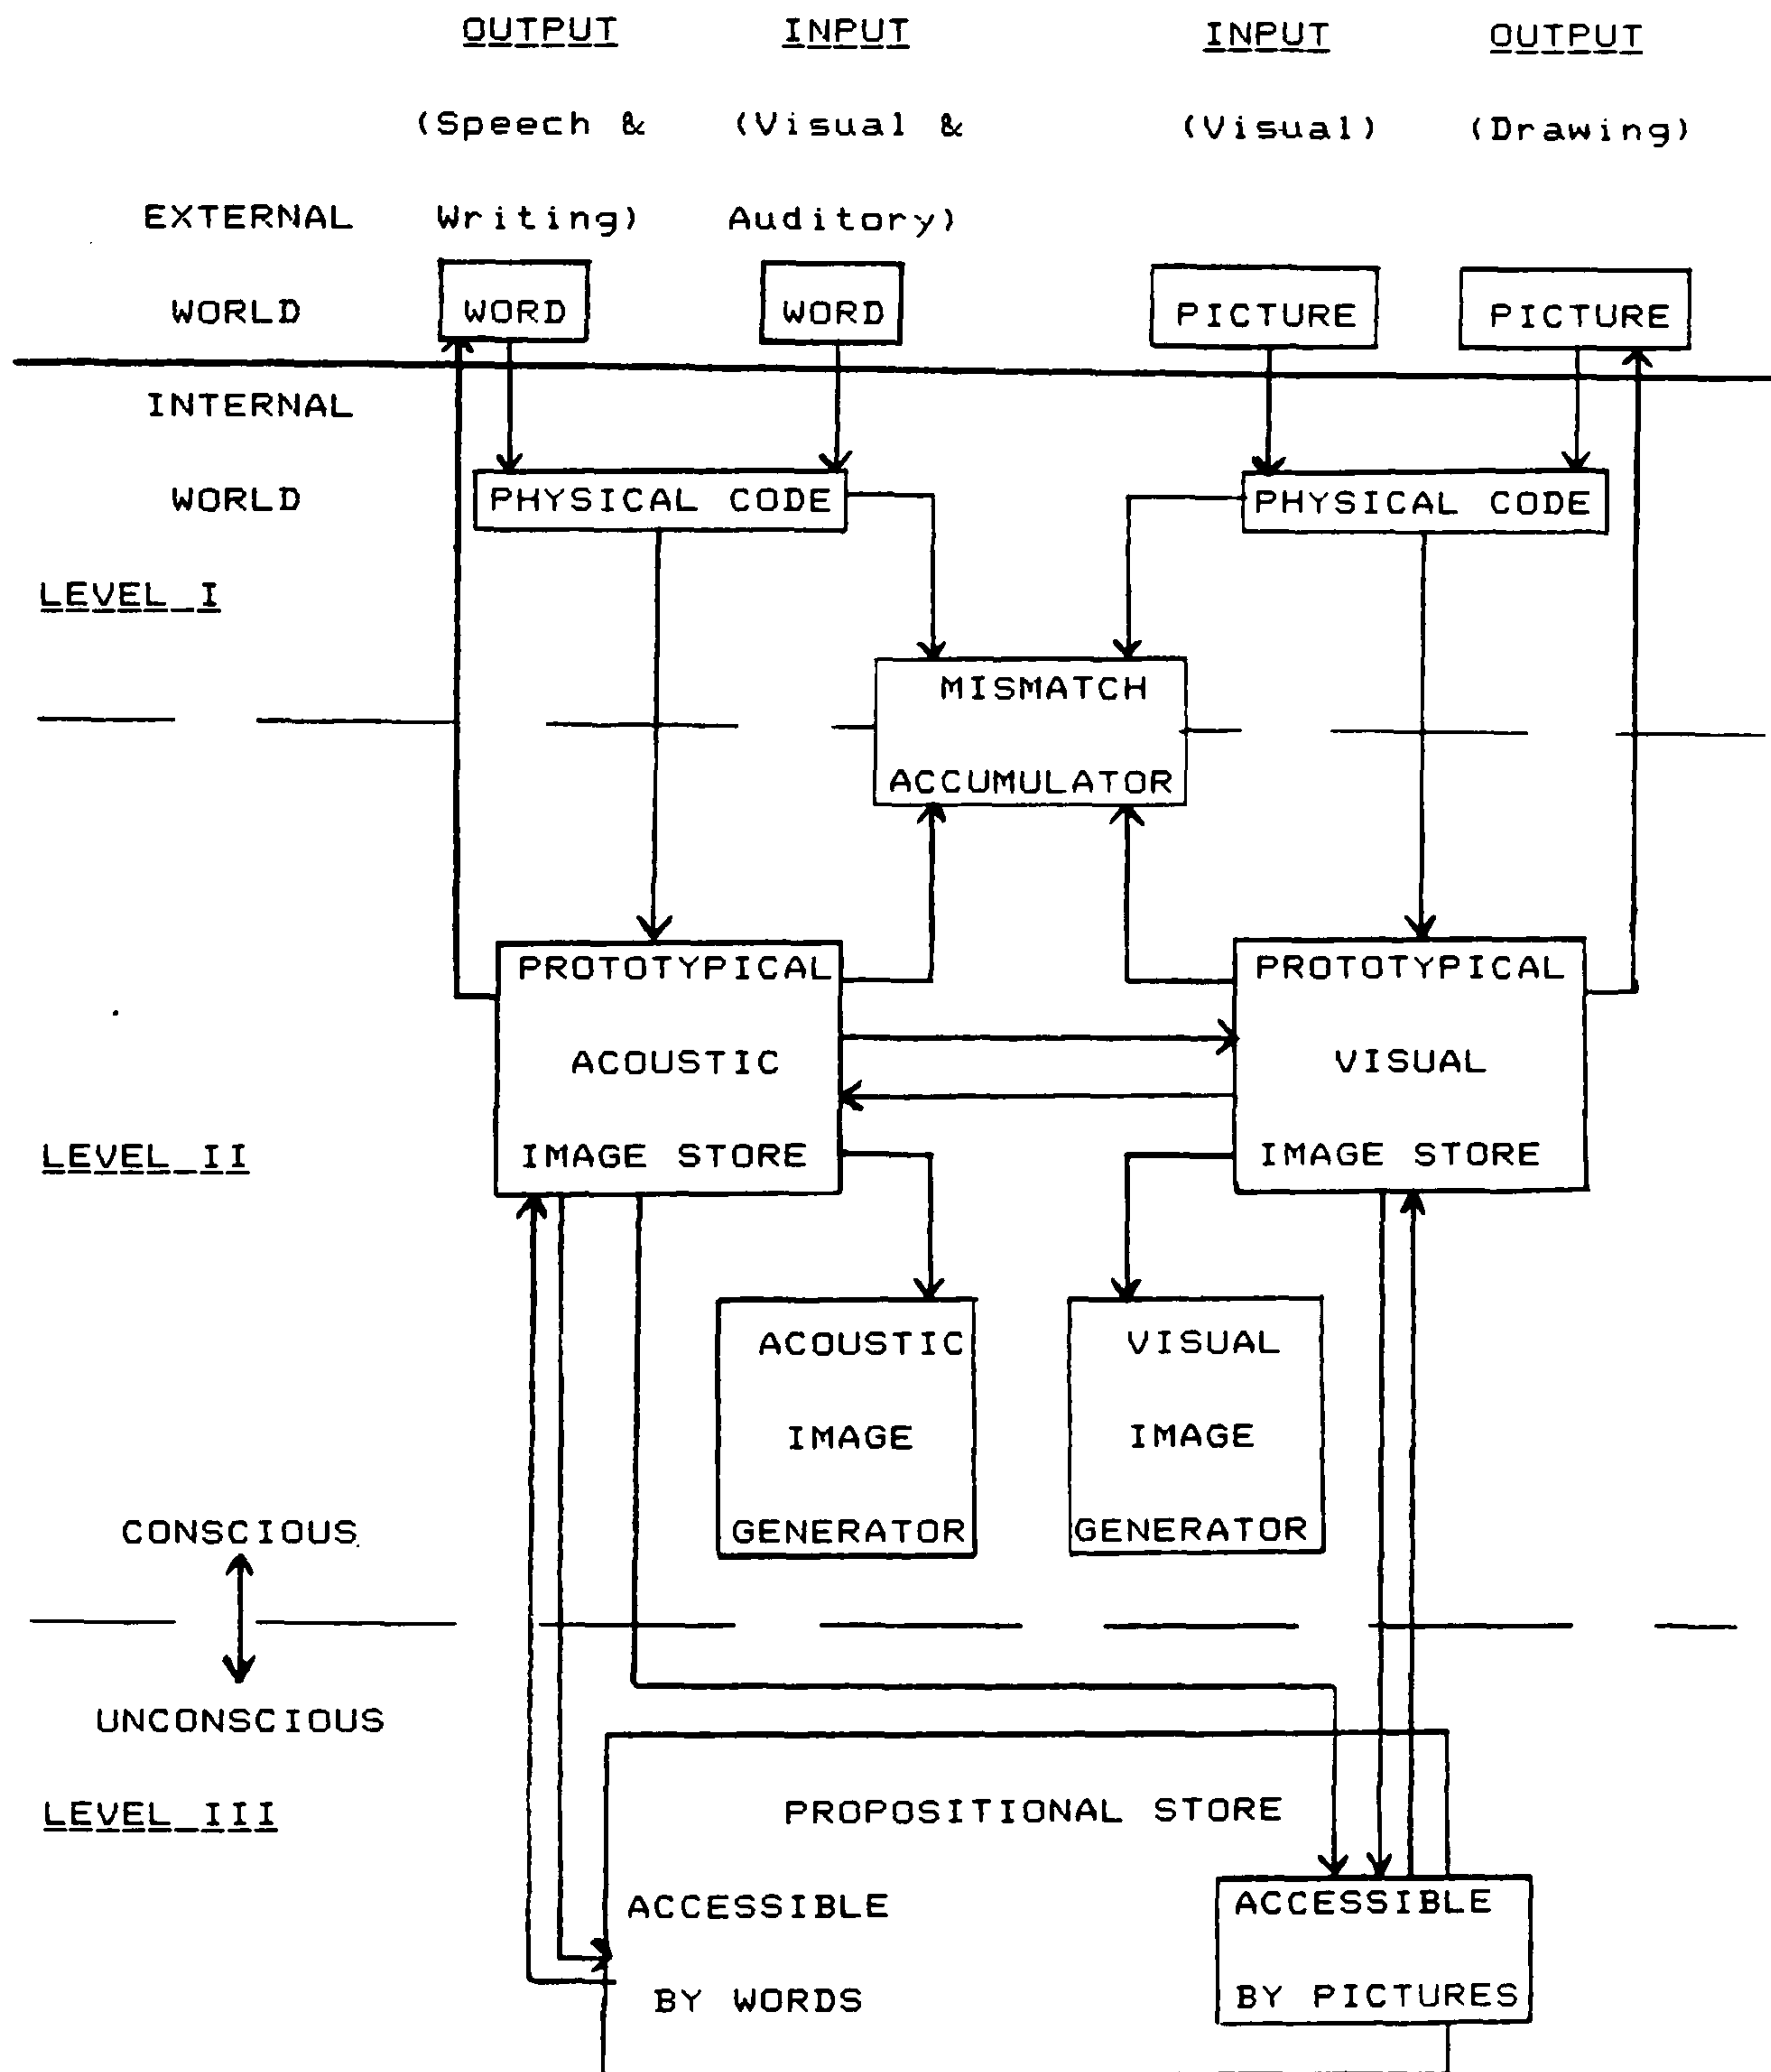 OUTPUT INPUT INPUT OUTPUT
(Speech & (Visual & (Visual) (Drawing)
EXTERNAL Writing) Auditory)
WORLD WORD WORD PICTURE PICTURE
INTERNAL
WORLD PHYSICAL CODE PHYSICAL CODE
LEVEL I
MISMATCH
ACCUMULATOR
PROTOTYPICAL PROTOTYPICAL
ACOUSTIC VISUAL
LEVEL II IMAGE STORE IMAGE STORE
ACOUSTIC VISUAL
IMAGE IMAGE
CONSCIOUS GENERATOR GENERATOR
UNCONSCIOUS
LEVEL III PROPOSITIONAL STORE
ACCESSIBLE ACCESSIBLE
BY WORDS BY PICTURES